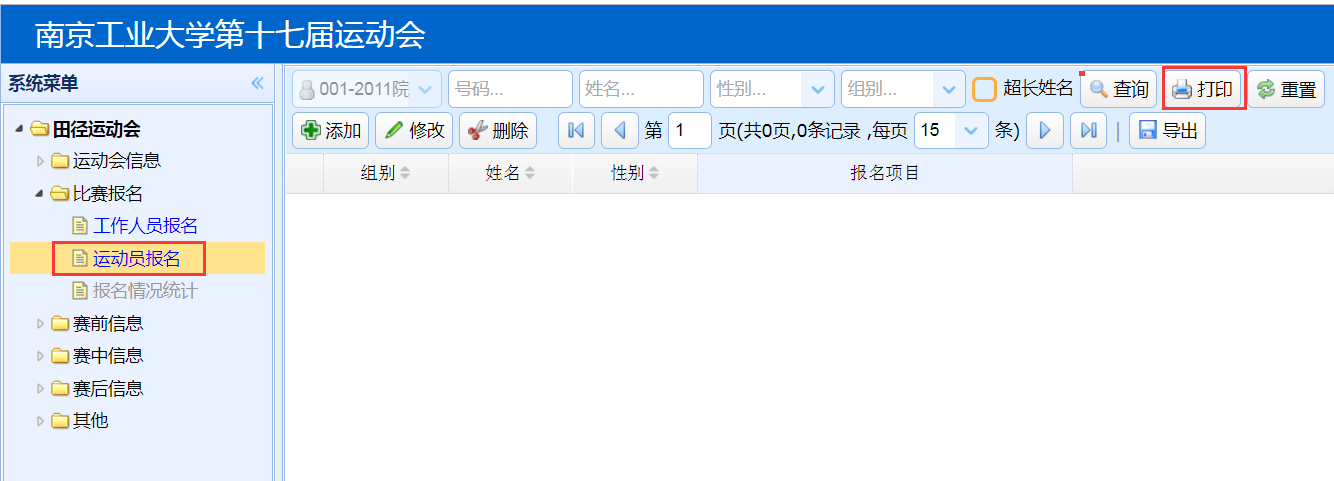 南京工业大学第十七届运动会
系统菜单
田径运动会
运动会信息
比赛报名
工作人员报名
运动员报名
报名情况统计
赛前信息
赛中信息
赛后信息
其他
001-2011院 号码... 姓名... 性别... 组别... 超长姓名 查询 打印 重置
添加 修改 删除 第 1 页(共0页,0条记录 ,每页 15 条) | 导出
组别 姓名 性别 报名项目